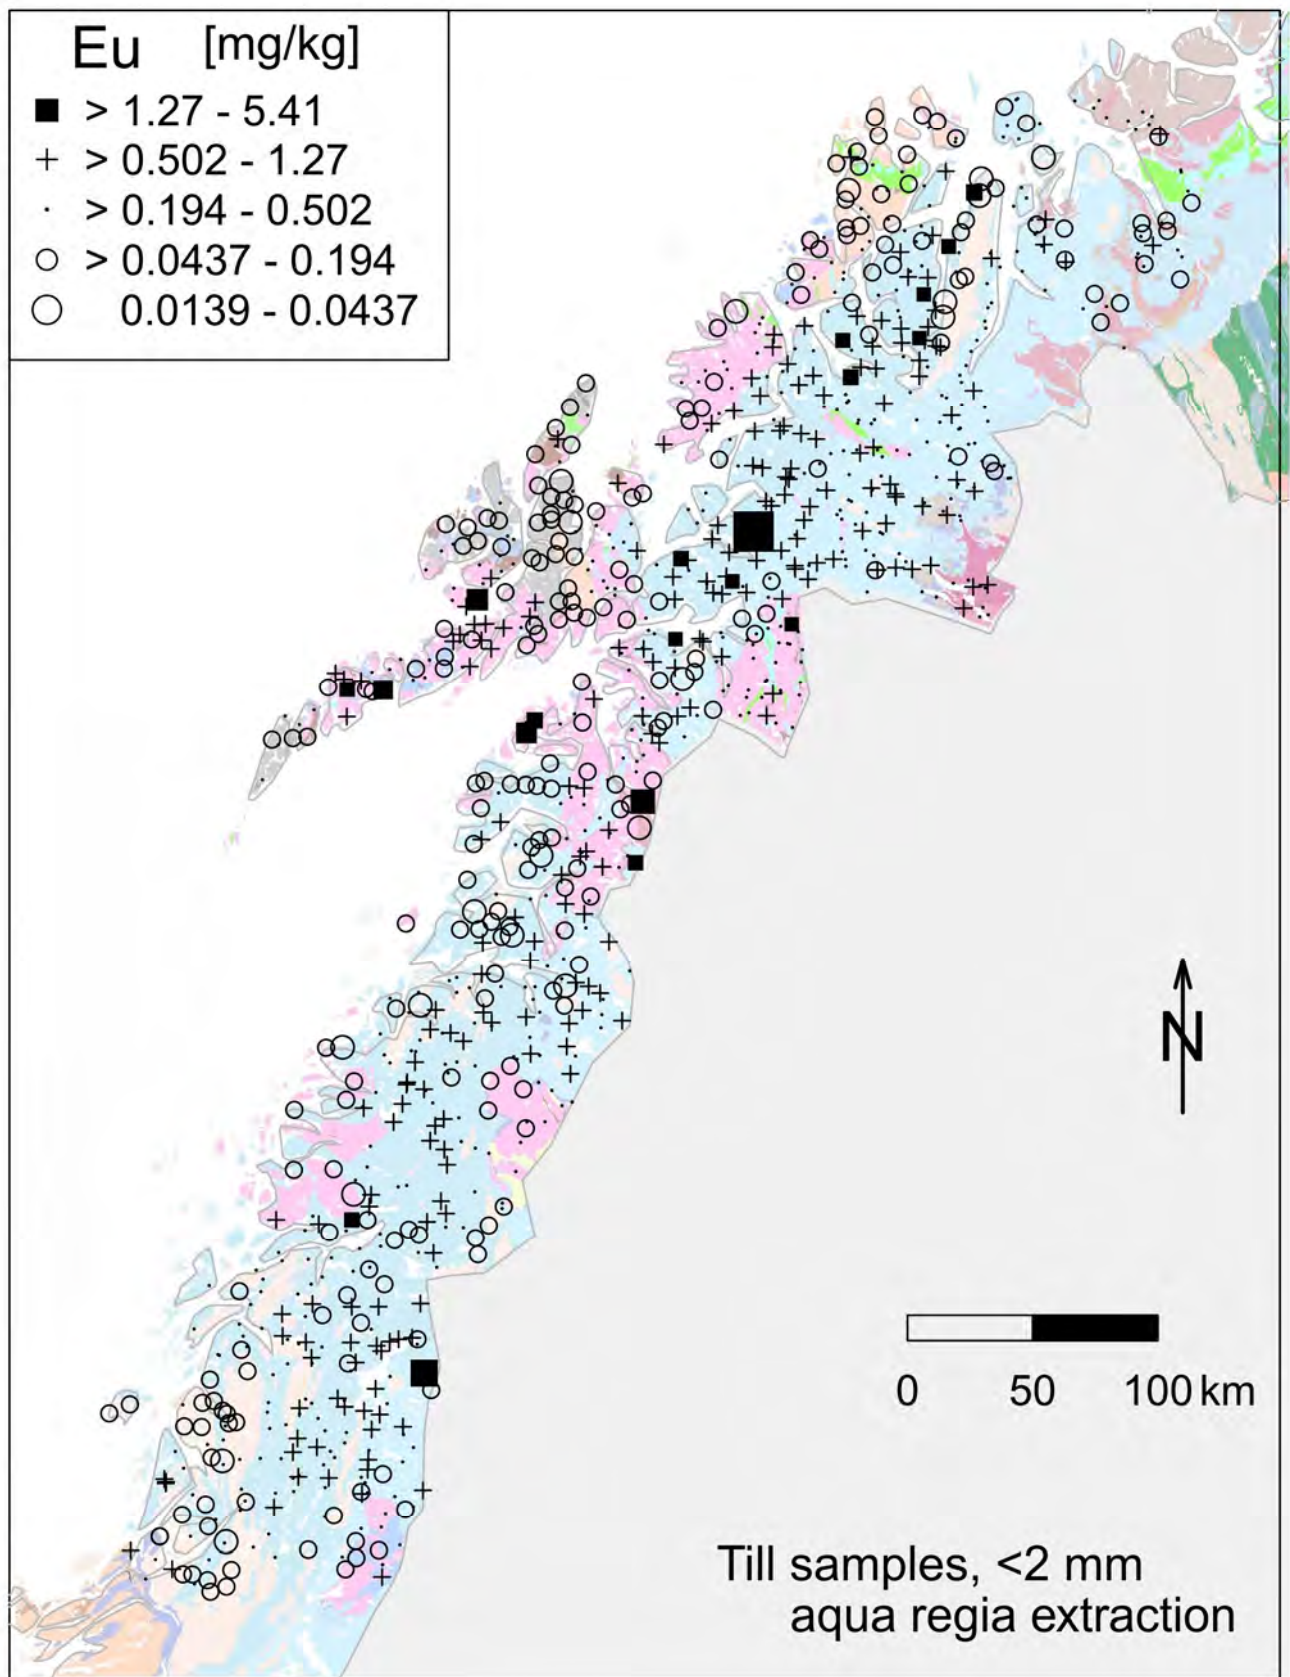 Eu [mg/kg]
> 1.27 - 5.41
> 0.502 - 1.27
> 0.194 - 0.502
> 0.0437 - 0.194
0.0139 - 0.0437
N
0 50 100 km
Till samples, <2 mm
aqua regia extraction